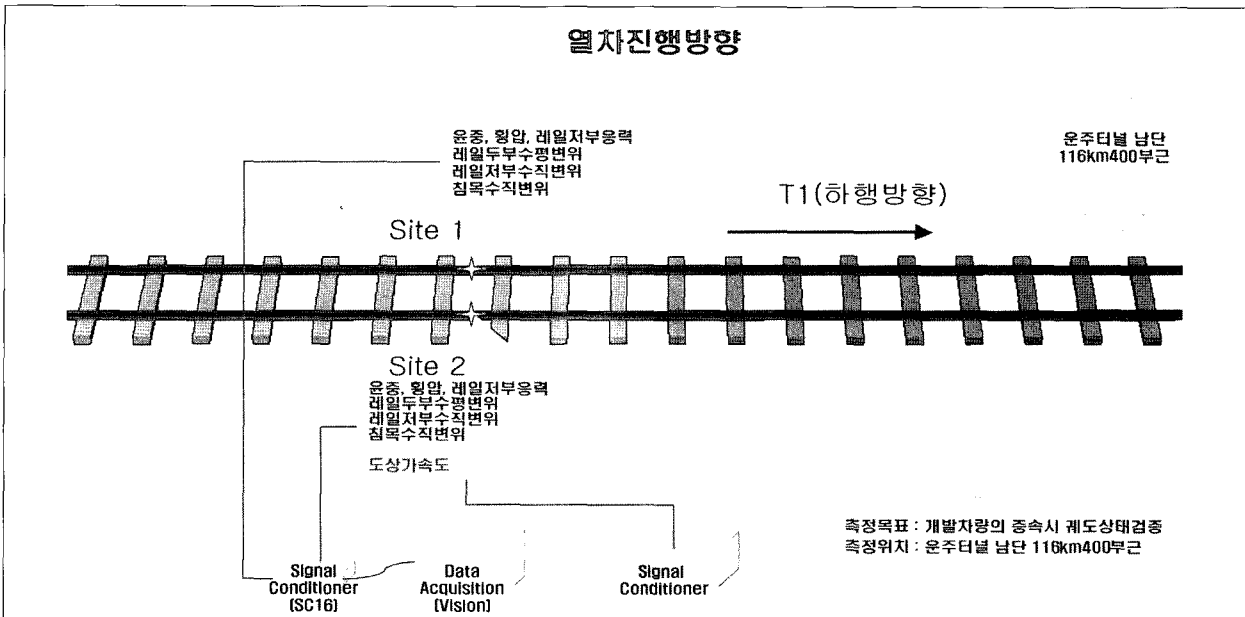 열차진행방향
윤중, 횡압, 레일저부응력
레일두부수평변위
레일저부수직변위
침목수직변위
운주터널 남단
116km400부근
T1(하행방향)
Site 1
Site 2
윤중, 횡압, 레일저부응력
레일두부수평변위
레일저부수직변위
침목수직변위
도상가속도
측정목표 : 개발차량의 중속시 궤도상태검증
측정위치 : 운주터널 남단 116km400부근
Signal
Conditioner
(SC16)
Data
Acquisition
(Vision)
Signal
Conditioner